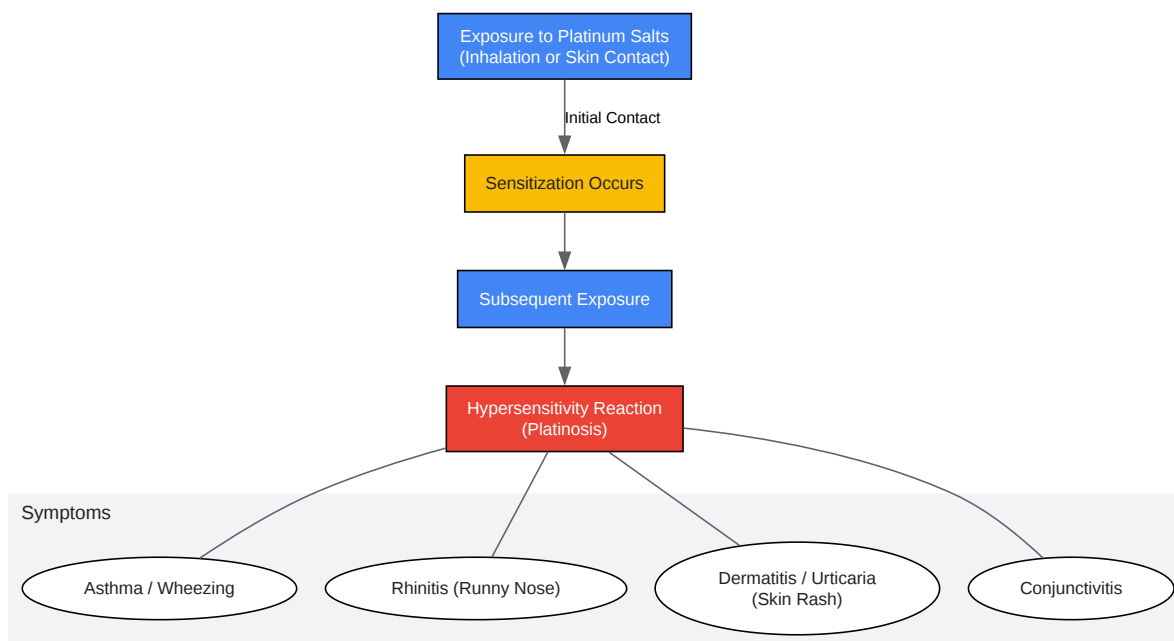 Exposure to Platinum Salts
(Inhalation or Skin Contact)
Initial Contact
Sensitization Occurs
Subsequent Exposure
Hypersensitivity Reaction
(Platinosis)
Symptoms
Asthma / Wheezing
Rhinitis (Runny Nose)
Dermatitis / Urticaria
(Skin Rash)
Conjunctivitis